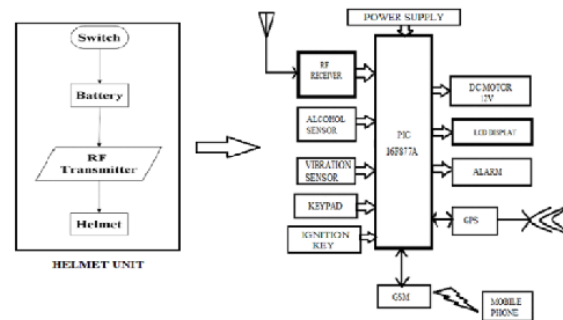 Switch
Battery
RF
Transmitter
Helmet
HELMET UNIT
POWER SUPPLY
RF
RECEIVER
ALCOHOL
SENSOR
VIBRATION
SENSOR
KEYPAD
IGNITION
KEY
PIC
16F877A
DC MOTOR
12V
LCD DISPLAY
ALARM
GPS
GSM
MOBILE
PHONE